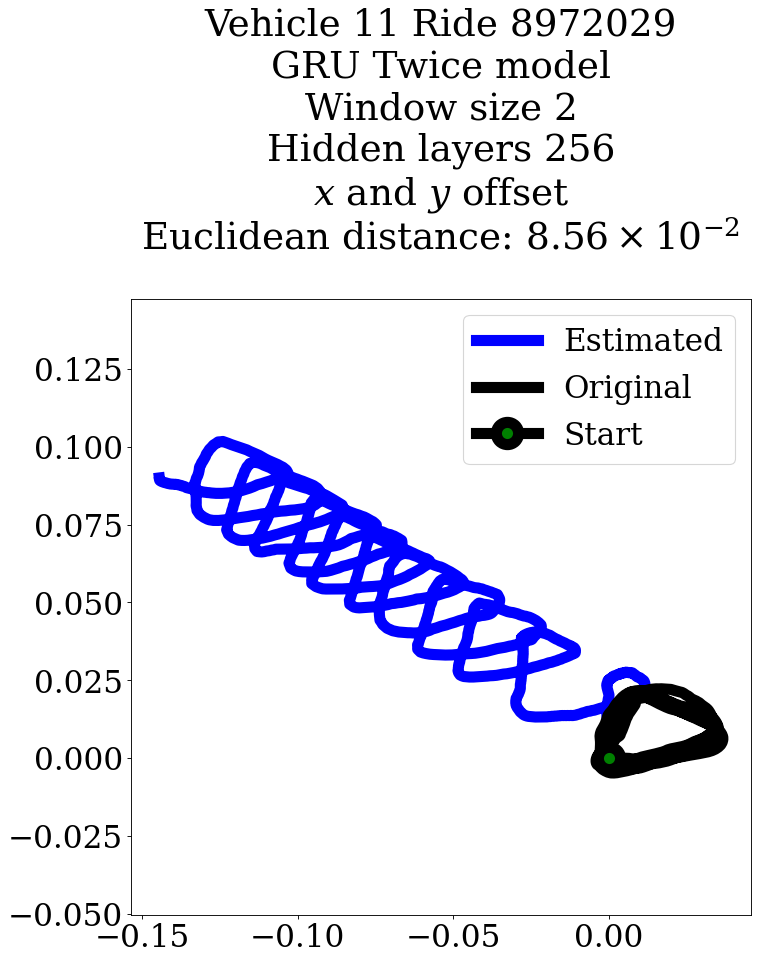 Vehicle 11 Ride 8972029
GRU Twice model
Window size 2
Hidden layers 256
x and y offset
Euclidean distance: 8.56 × 10⁻²
Estimated
Original
Start
0.125
0.100
0.075
0.050
0.025
0.000
−0.025
−0.050
−0.15 −0.10 −0.05 0.00